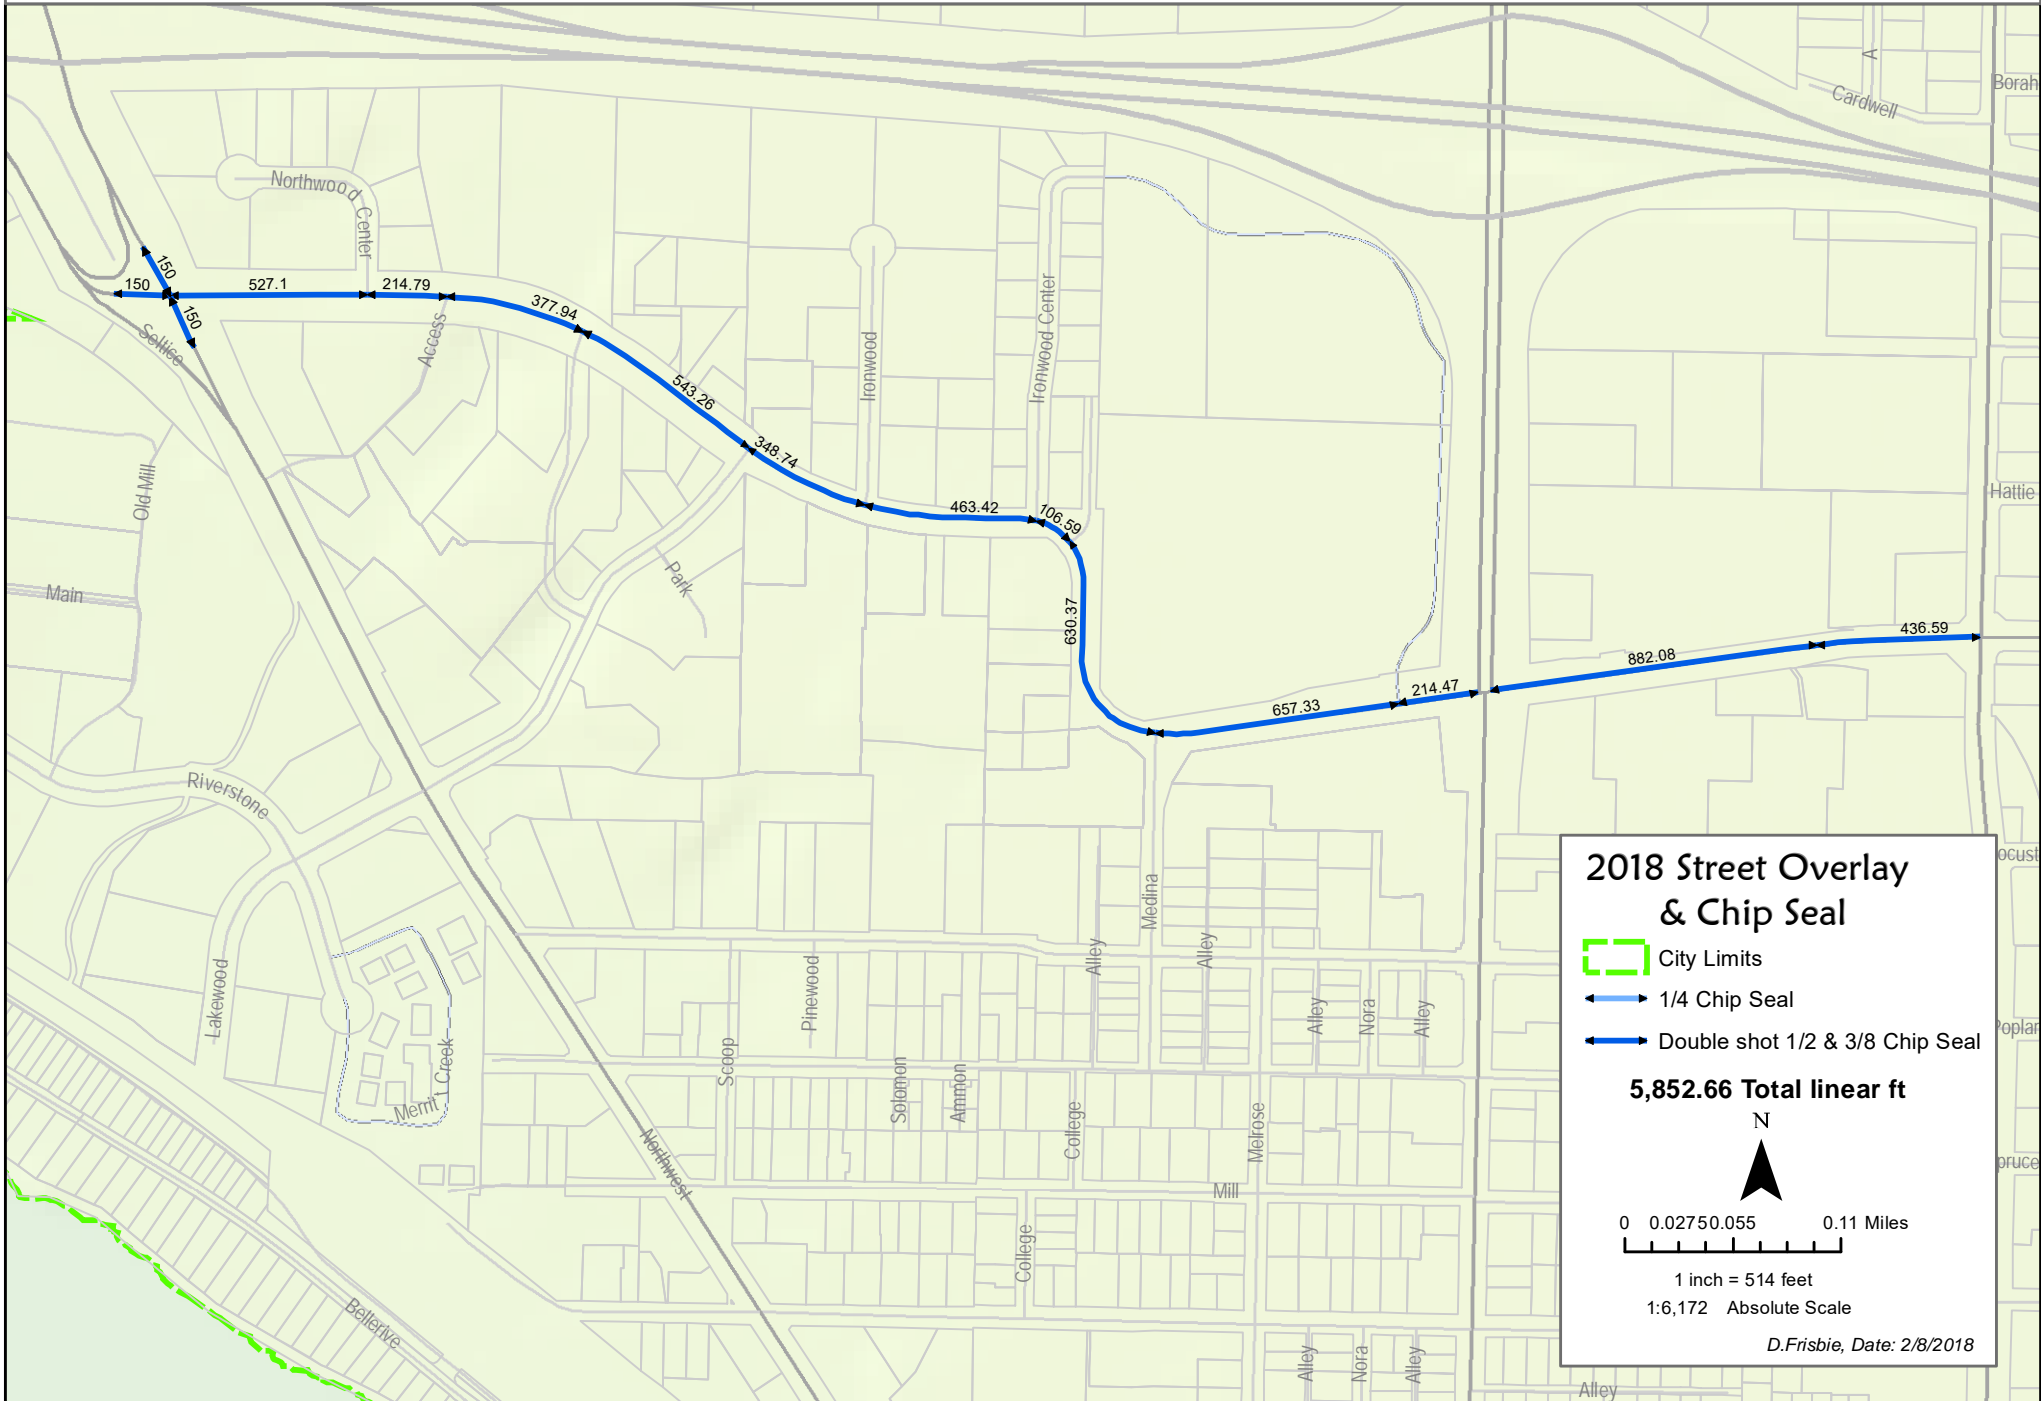 A
Cardwell
Borah
Northwood Center
150
150
527.1
214.79
377.94
150
Seltice
Access
543.26
348.74
Ironwood
Ironwood Center
463.42
106.59
Old Mill
Hattie
Main
Park
630.37
436.59
882.08
214.47
657.33
Riverstone
Medina
Alley
Alley
Lakewood
Pinewood
Scoop
Alley
Nora
Alley
Merrit t Creek
Solomon
Ammon
College
Melrose
Northwest
Mill
College
Bellerive
Alley
Nora
Alley
Alley
ocust
Poplar
pruce
2018 Street Overlay
& Chip Seal
City Limits
1/4 Chip Seal
Double shot 1/2 & 3/8 Chip Seal
5,852.66 Total linear ft
N
0 0.0275 0.055 0.11 Miles
1 inch = 514 feet
1:6,172 Absolute Scale
D.Frisbie, Date: 2/8/2018